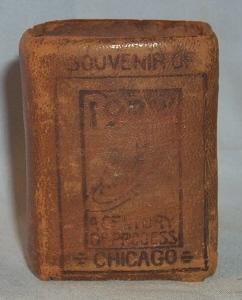 SOUVENIR OF
A CENTURY
OF PROGRESS
CHICAGO